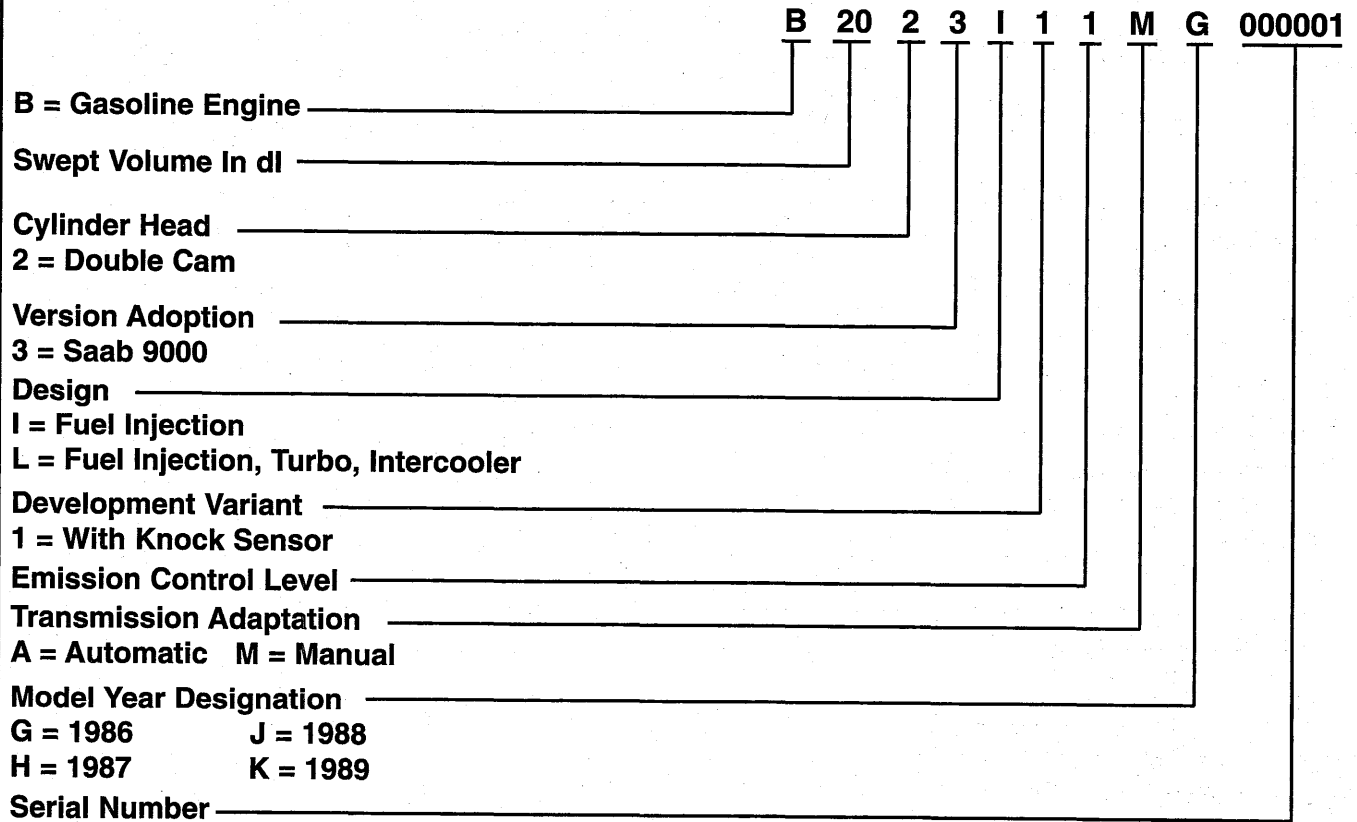 B 20 2 3 I 1 1 M G 000001
B = Gasoline Engine
Swept Volume In dl
Cylinder Head
2 = Double Cam
Version Adoption
3 = Saab 9000
Design
I = Fuel Injection
L = Fuel Injection, Turbo, Intercooler
Development Variant
1 = With Knock Sensor
Emission Control Level
Transmission Adaptation
A = Automatic M = Manual
Model Year Designation
G = 1986 J = 1988
H = 1987 K = 1989
Serial Number